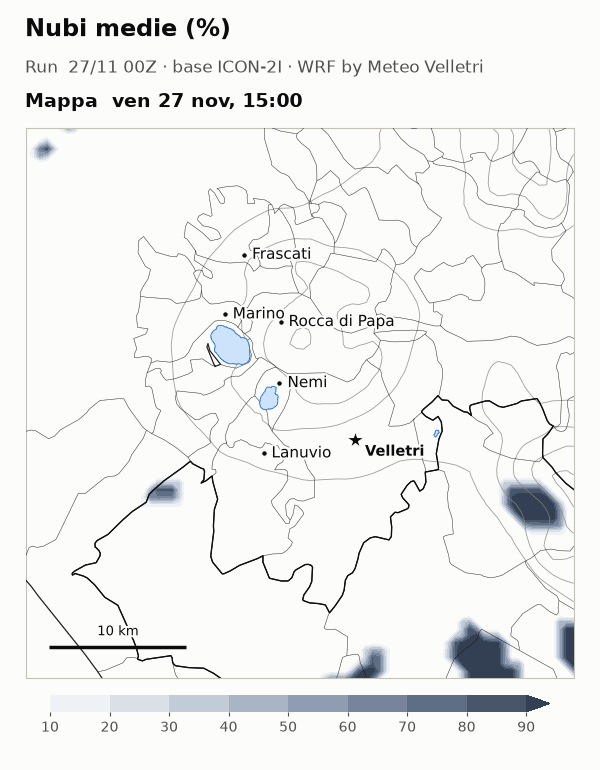 Nubi medie (%)
Run  27/11 00Z · base ICON-2I · WRF by Meteo Velletri
Mappa  ven 27 nov, 15:00
Frascati
Marino
Rocca di Papa
Nemi
Velletri
Lanuvio
10 km
10 20 30 40 50 60 70 80 90